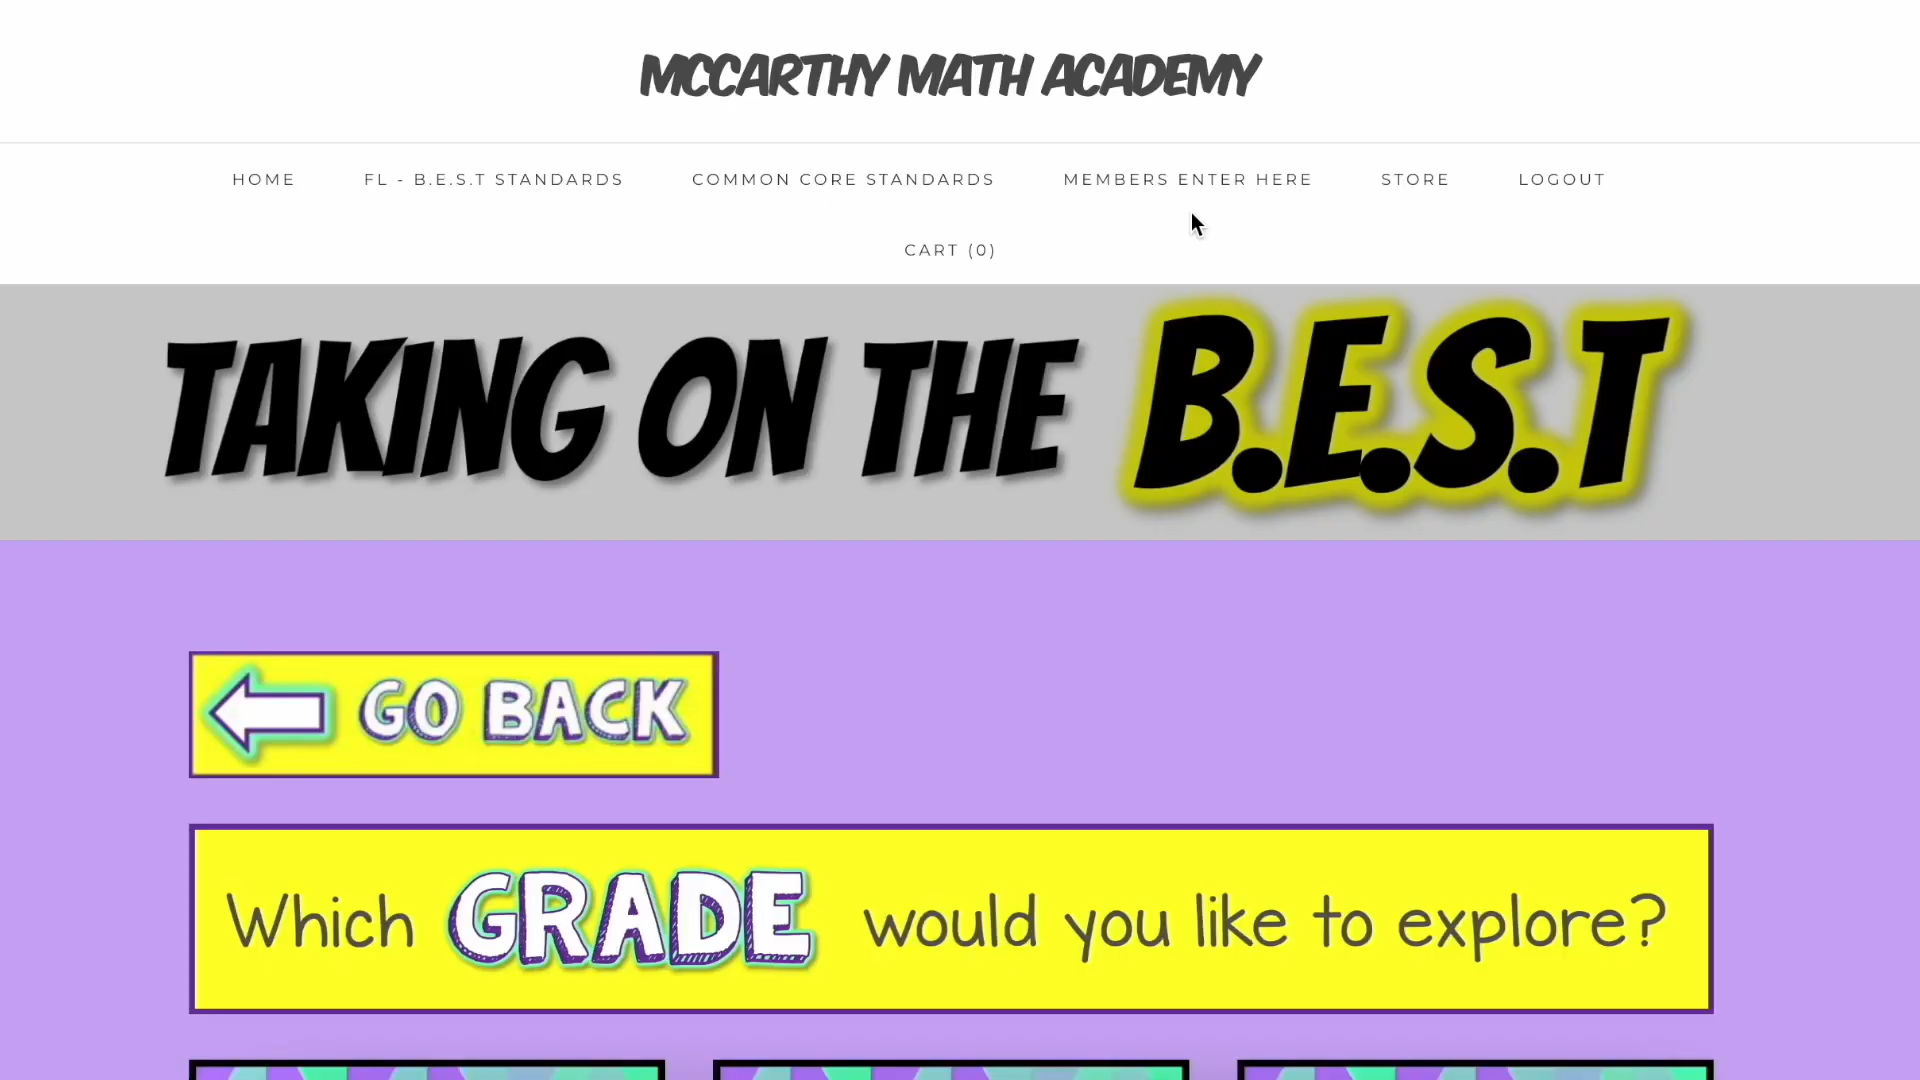 MCCARTHY MATH ACADEMY
HOME FL - B.E.S.T STANDARDS COMMON CORE STANDARDS MEMBERS ENTER HERE STORE LOGOUT
CART (0)
TAKING ON THE B.E.S.T
GO BACK
Which GRADE would you like to explore?